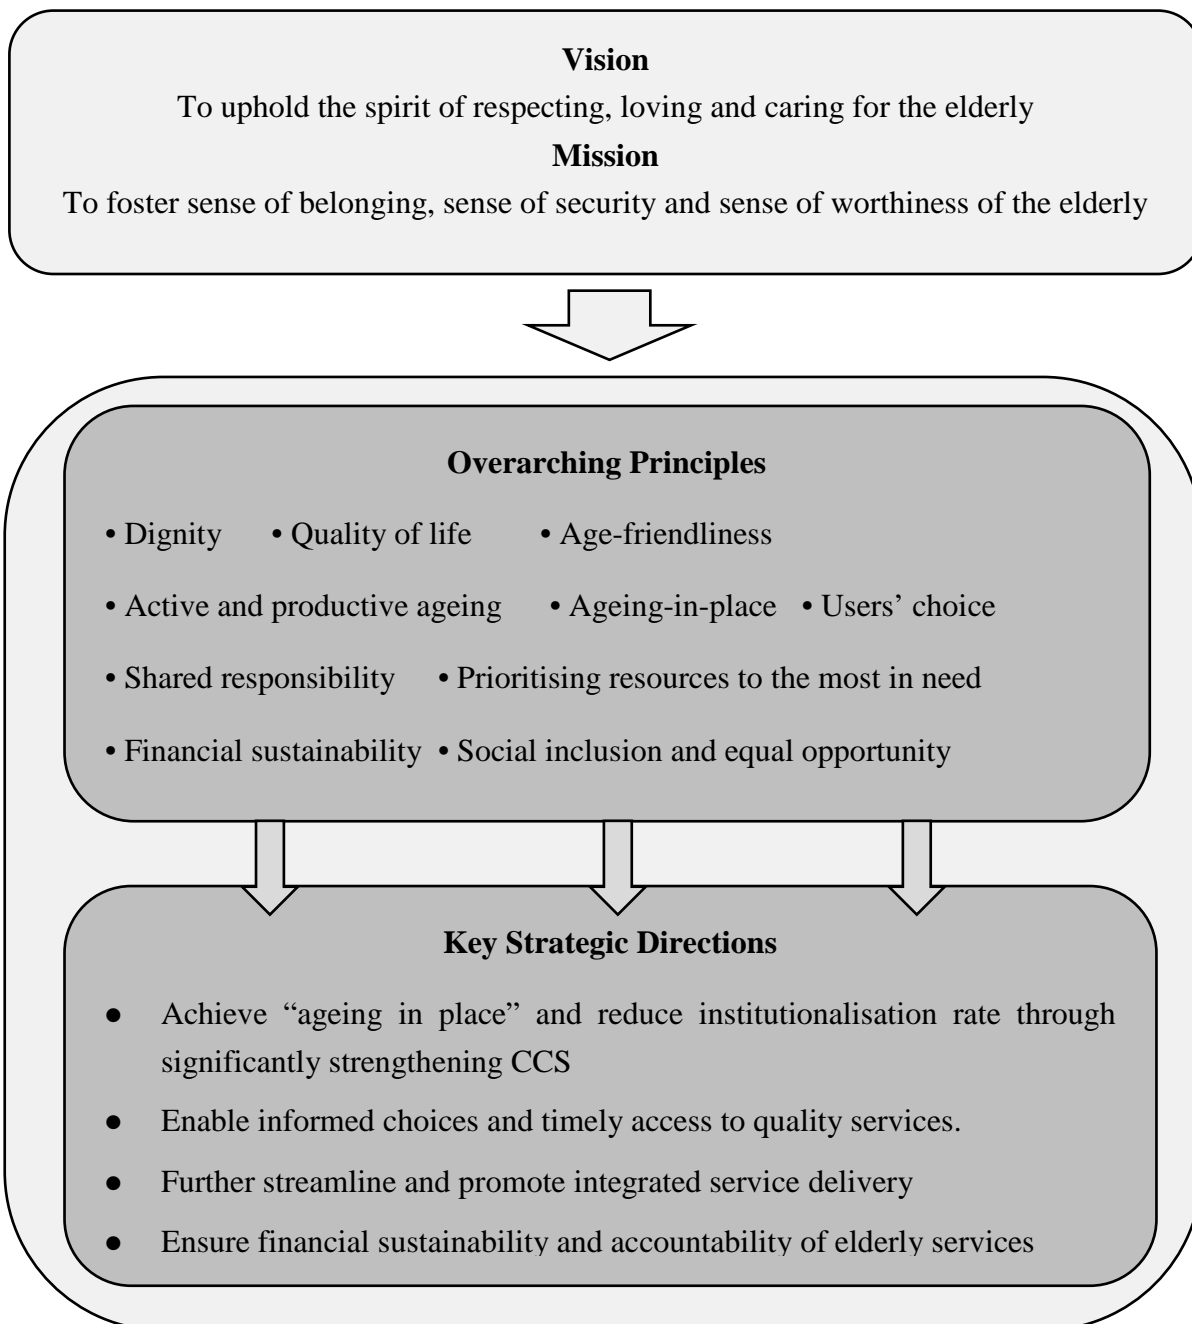 Vision
To uphold the spirit of respecting, loving and caring for the elderly
Mission
To foster sense of belonging, sense of security and sense of worthiness of the elderly
Overarching Principles
• Dignity • Quality of life • Age-friendliness
• Active and productive ageing • Ageing-in-place • Users’ choice
• Shared responsibility • Prioritising resources to the most in need
• Financial sustainability • Social inclusion and equal opportunity
Key Strategic Directions
● Achieve “ageing in place” and reduce institutionalisation rate through
significantly strengthening CCS
● Enable informed choices and timely access to quality services.
● Further streamline and promote integrated service delivery
● Ensure financial sustainability and accountability of elderly services